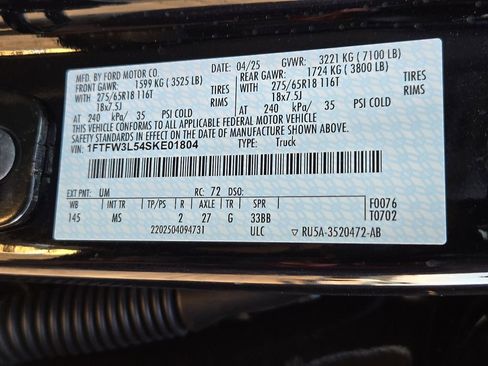 MFD. BY FORD MOTOR CO. 04/25 GVWR: 3221 KG ( 7100 LB)
FRONT GAWR: 1599 KG ( 3525 LB) REAR GAWR: 1724 KG ( 3800 LB)
WITH 275/65R18 116T TIRES WITH 275/65R18 116T TIRES
18x7.5J RIMS 18x7.5J RIMS
AT 240 kPa/ 35 PSI COLD AT 240 kPa/ 35 PSI COLD
THIS VEHICLE CONFORMS TO ALL APPLICABLE FEDERAL MOTOR VEHICLE
SAFETY STANDARDS IN EFFECT ON THE DATE OF MANUFACTURE SHOWN ABOVE.
VIN: 1FTFW3L54SKE01804 TYPE: Truck
EXT PNT: UM RC: 72 DSO: F0076
WB INT TR TP/PS R AXLE TR SPR T0702
145 MS 2 27 G 33BB
2202504094731 ULC ▽ RU5A-3520472-AB